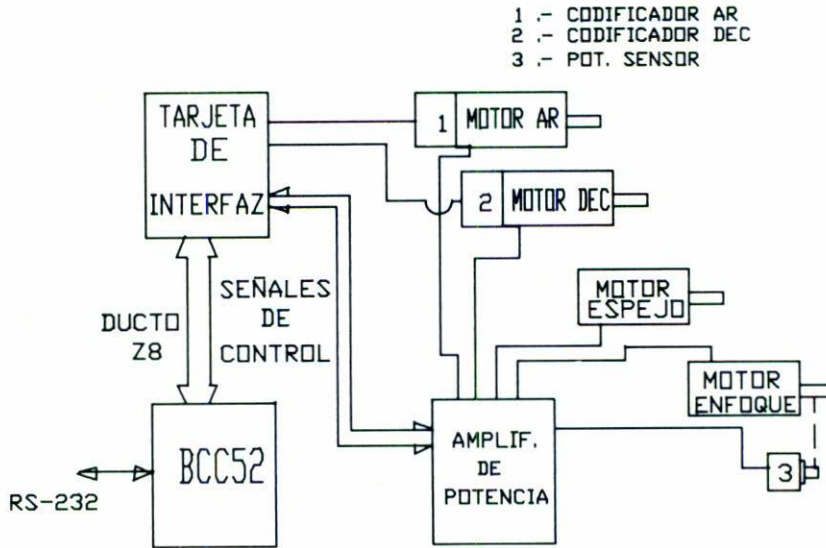 1 .- CODIFICADOR AR
2 .- CODIFICADOR DEC
3 .- POT. SENSOR
TARJETA
DE
INTERFAZ
1 MOTOR AR
2 MOTOR DEC
MOTOR
ESPEJO
MOTOR
ENFOQUE
3
DUCTO
Z8
SEÑALES
DE
CONTROL
BCC52
RS-232
AMPLIF.
DE
POTENCIA